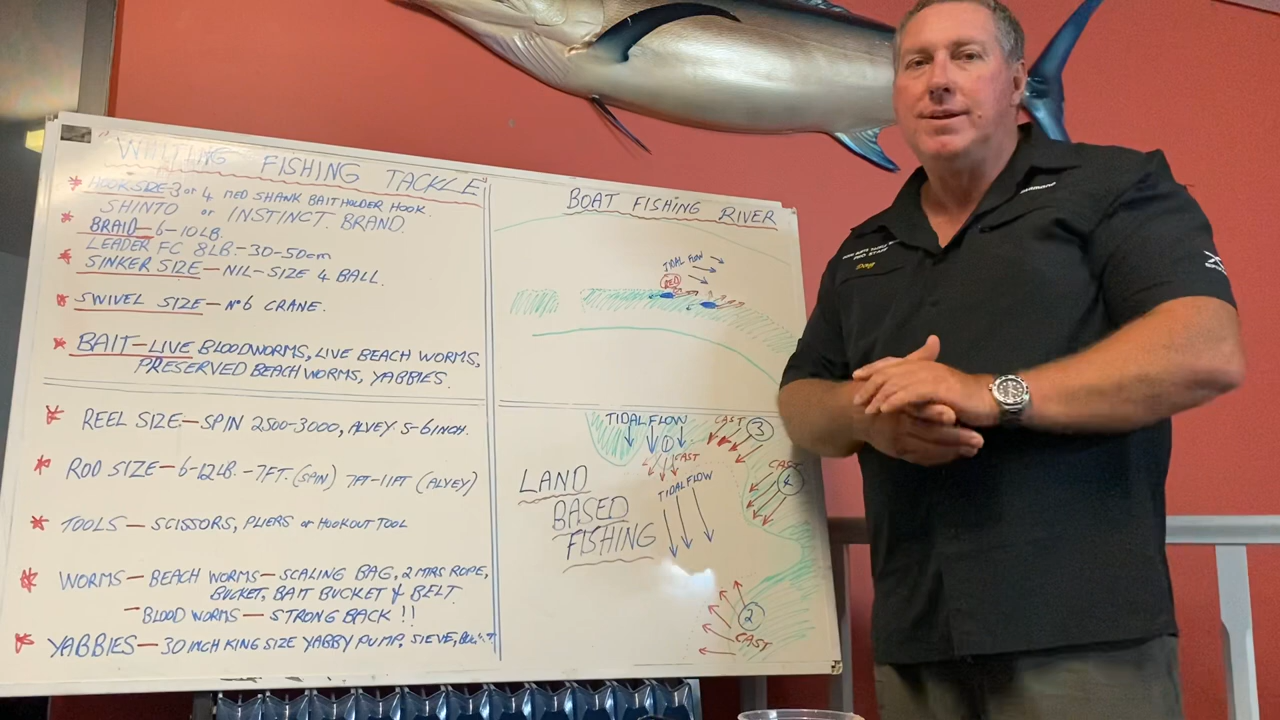 "WHITING FISHING TACKLE"
* HOOK SIZE-3 or 4 MED SHANK BAITHOLDER HOOK.
SHINTO or INSTINCT BRAND.
* BRAID-6-10LB.
LEADER FC 8LB-30-50cm
* SINKER SIZE-NIL-SIZE 4 BALL.
* SWIVEL SIZE-Nº6 CRANE.
* BAIT-LIVE BLOODWORMS, LIVE BEACH WORMS,
PRESERVED BEACH WORMS, YABBIES.
* REEL SIZE-SPIN 2500-3000, ALVEY 5-6INCH.
* ROD SIZE-6-12LB.-7FT.(SPIN) 7FT-11FT (ALVEY)
* TOOLS-SCISSORS, PLIERS or HOOKOUT TOOL
* WORMS-BEACH WORMS-SCALING BAG, 2 MTRS ROPE,
BUCKET, BAIT BUCKET & BELT.
-BLOOD WORMS-STRONG BACK !!
* YABBIES-30 INCH KING SIZE YABBY PUMP, SIEVE,
BOAT FISHING RIVER
TIDAL FLOW
RED
TIDAL FLOW
1
CAST
CAST 3
TIDAL FLOW
CAST
4
LAND
BASED
FISHING
2
CAST
PRO STAFF
Doug